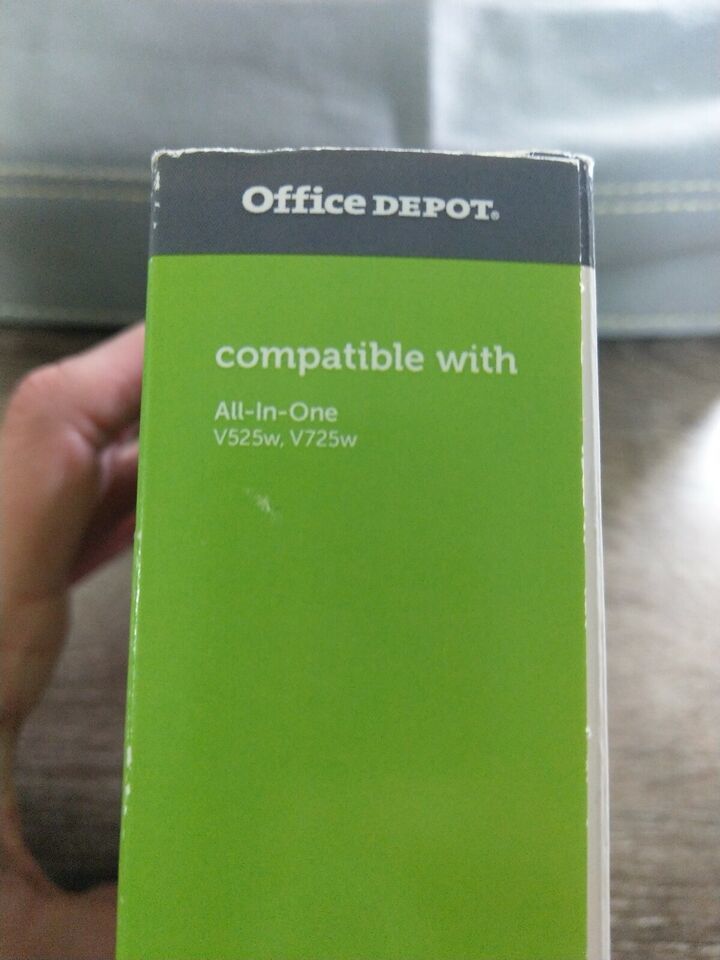 Office DEPOT®
compatible with
All-In-One
V525w, V725w